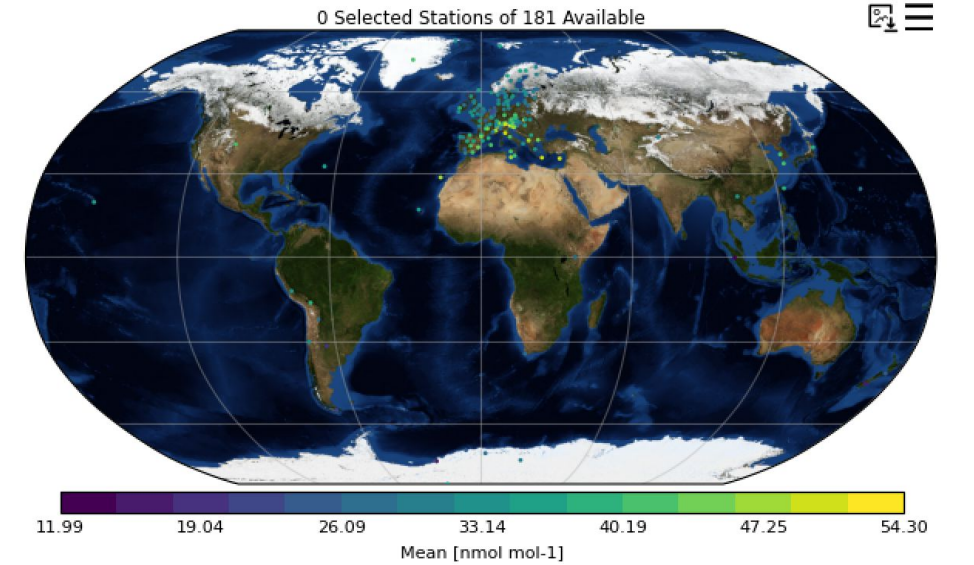 0 Selected Stations of 181 Available
11.99 19.04 26.09 33.14 40.19 47.25 54.30
Mean [nmol mol-1]